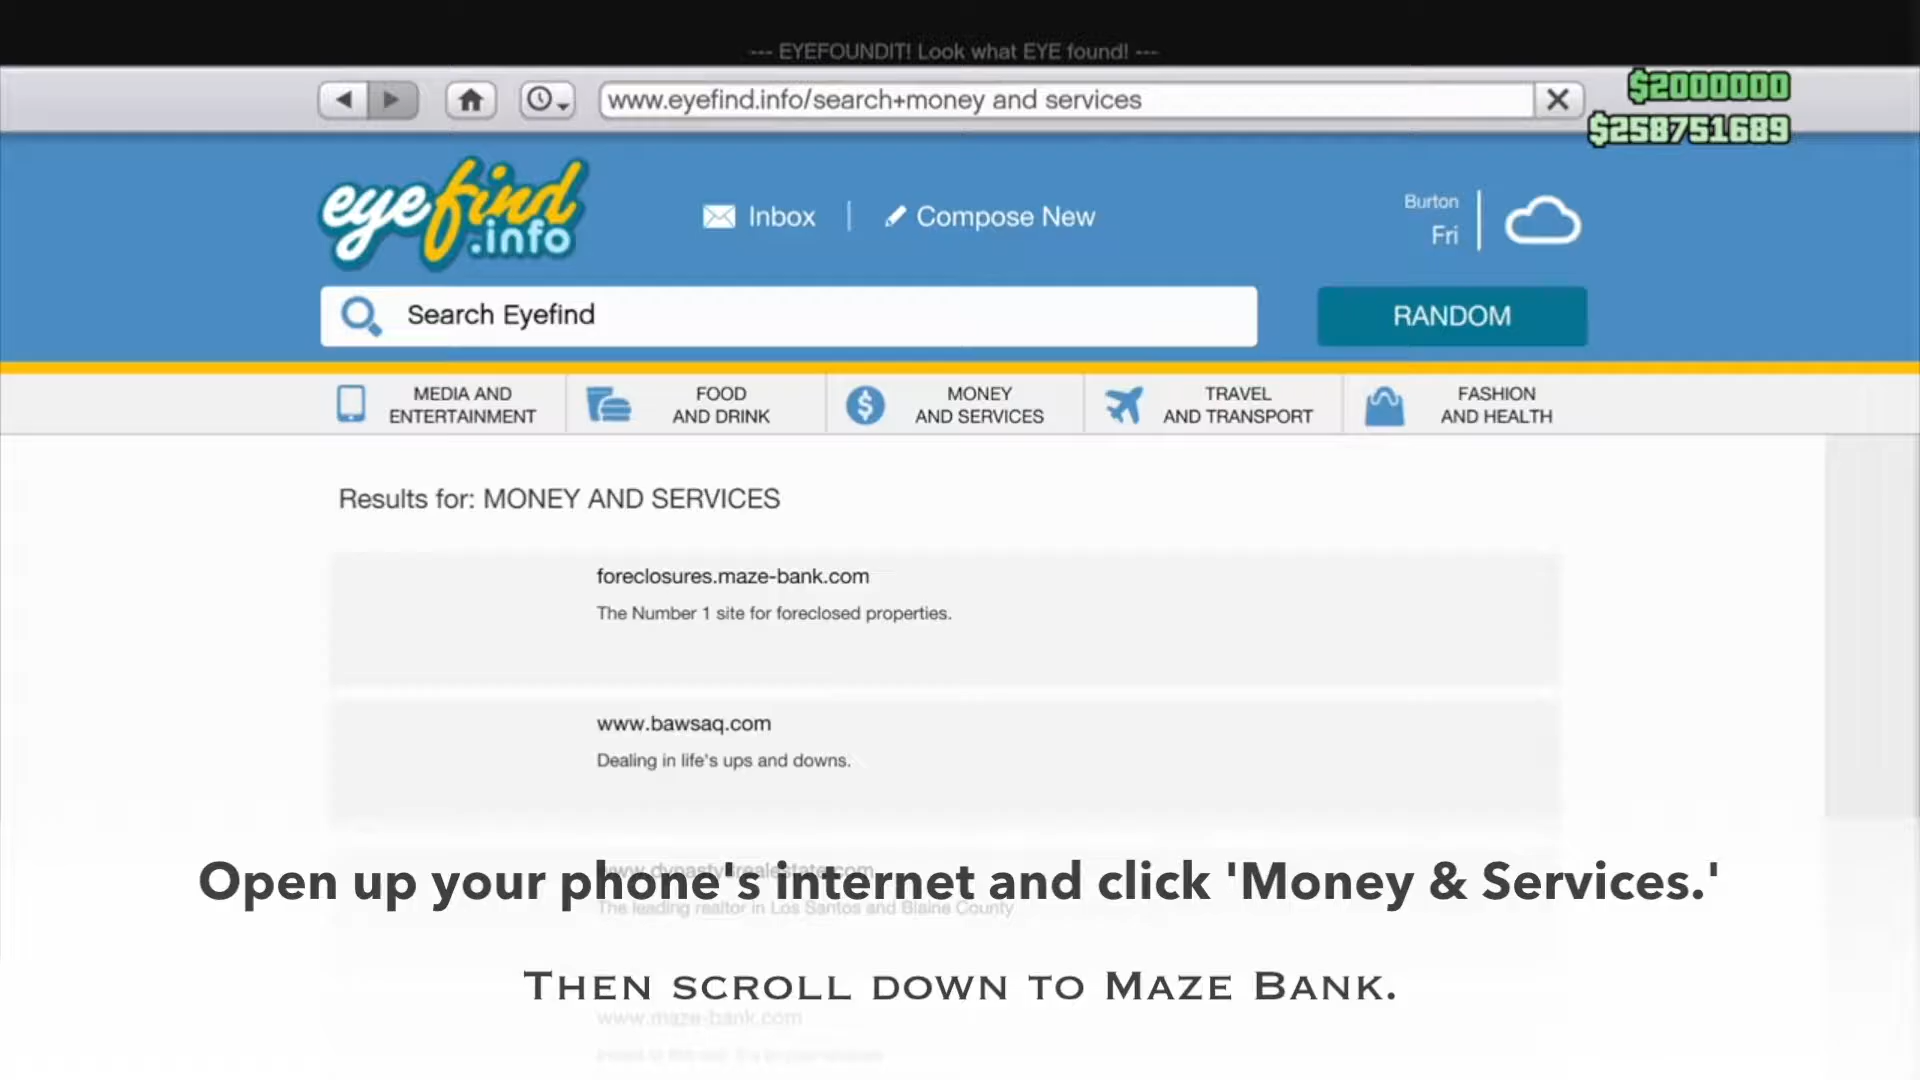 --- EYEFOUNDIT! Look what EYE found! ---
www.eyefind.info/search+money and services
$2000000
$258751689
eyefind
.info
Inbox
Compose New
Burton
Fri
Search Eyefind
RANDOM
MEDIA AND
ENTERTAINMENT
FOOD
AND DRINK
MONEY
AND SERVICES
TRAVEL
AND TRANSPORT
FASHION
AND HEALTH
Results for: MONEY AND SERVICES
foreclosures.maze-bank.com
The Number 1 site for foreclosed properties.
www.bawsaq.com
Dealing in life's ups and downs.
www.dynasty8realestate.com
Open up your phone's internet and click 'Money & Services.'
The leading realtor in Los Santos and Blaine County
Then scroll down to Maze Bank.
www.maze-bank.com